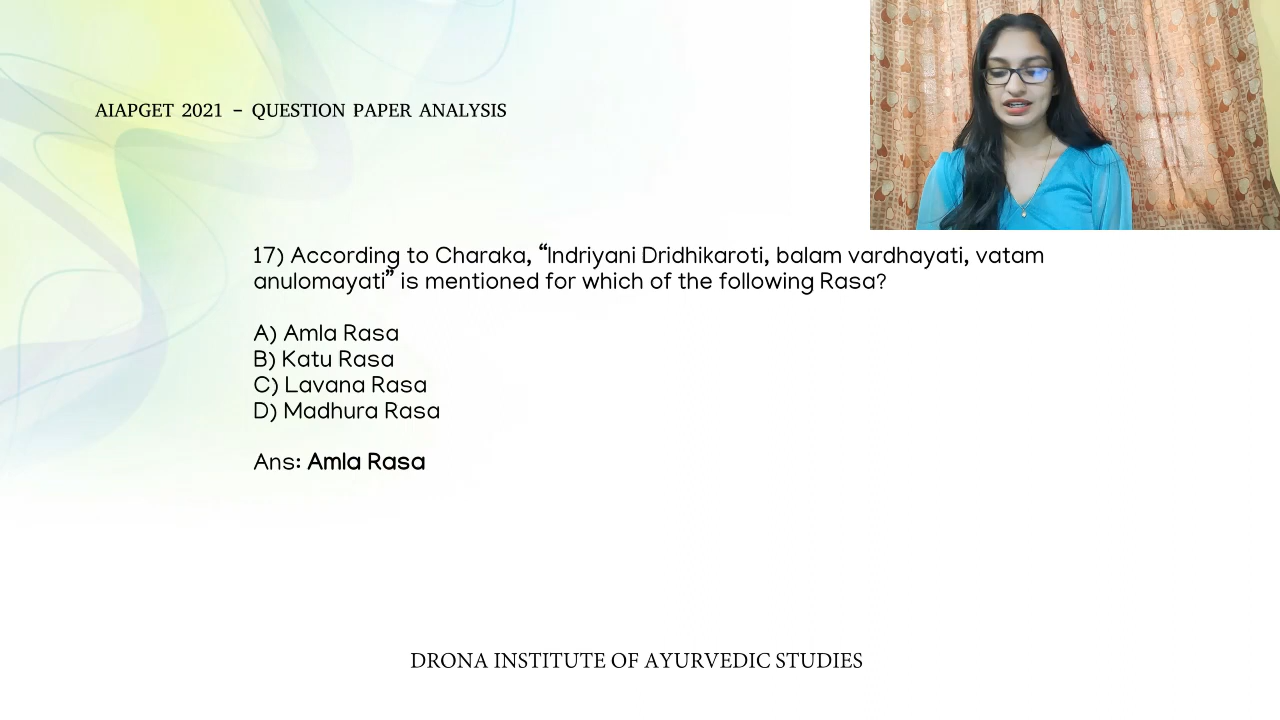 AIAPGET 2021 - QUESTION PAPER ANALYSIS
17) According to Charaka, “Indriyani Dridhikaroti, balam vardhayati, vatam
anulomayati” is mentioned for which of the following Rasa?
A) Amla Rasa
B) Katu Rasa
C) Lavana Rasa
D) Madhura Rasa
Ans: Amla Rasa
DRONA INSTITUTE OF AYURVEDIC STUDIES